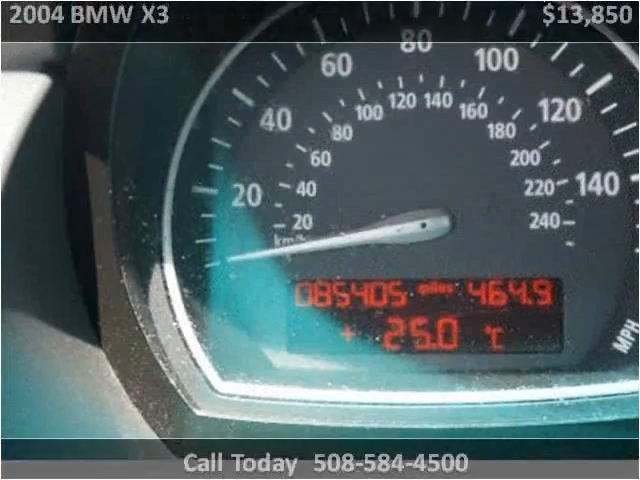 2004 BMW X3 $13,850
80
60 100
120 140
100 160
40 120
80 180
60 200
20 40 220 140
20 240
km/h
085405 miles 464.9
+ 25.0 °C
MPH
Call Today 508-584-4500